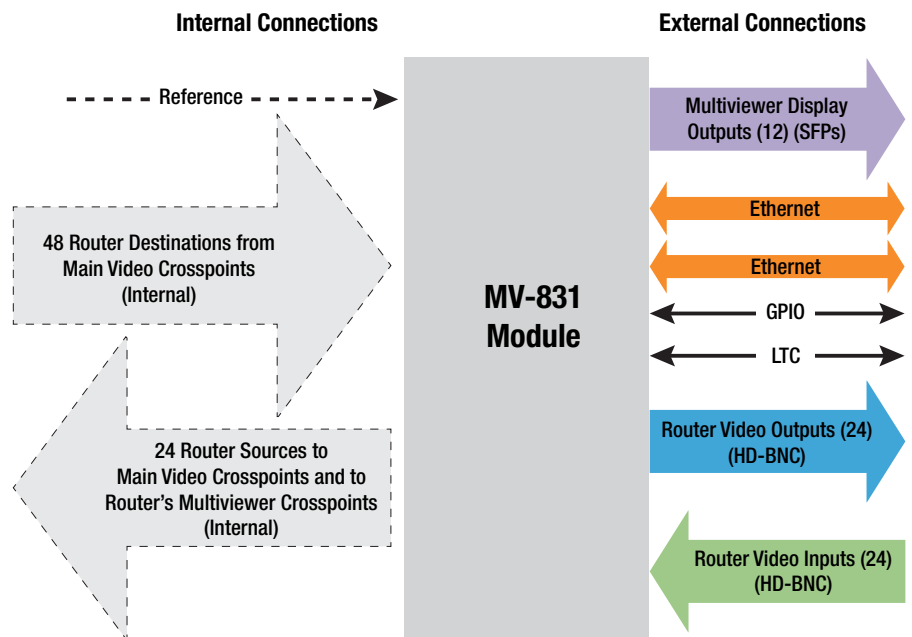 Internal Connections
External Connections
Reference
48 Router Destinations from
Main Video Crosspoints
(Internal)
24 Router Sources to
Main Video Crosspoints and to
Router's Multiviewer Crosspoints
(Internal)
MV-831
Module
Multiviewer Display
Outputs (12) (SFPs)
Ethernet
Ethernet
GPIO
LTC
Router Video Outputs (24)
(HD-BNC)
Router Video Inputs (24)
(HD-BNC)